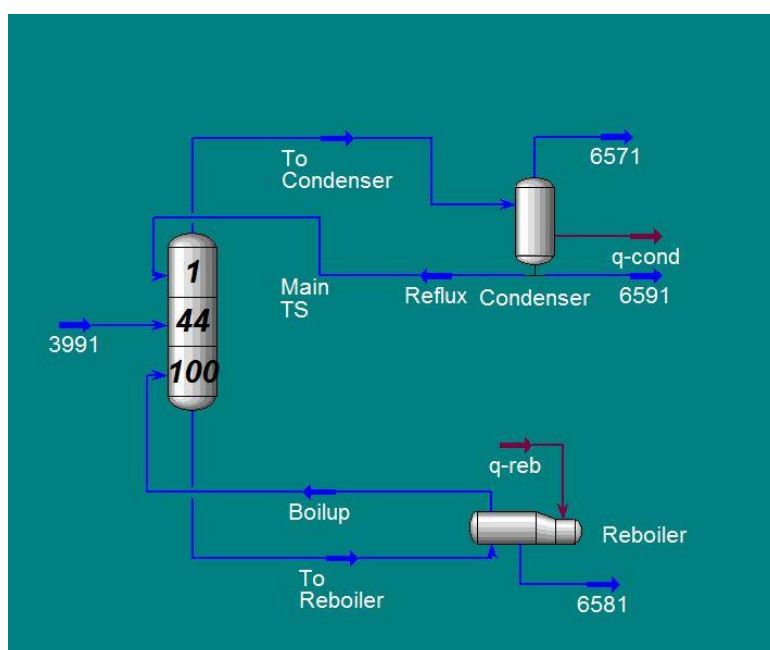 6571
To
Condenser
q-cond
1
Main
TS
Reflux
Condenser
6591
44
3991
100
q-reb
Boilup
Reboiler
To
Reboiler
6581